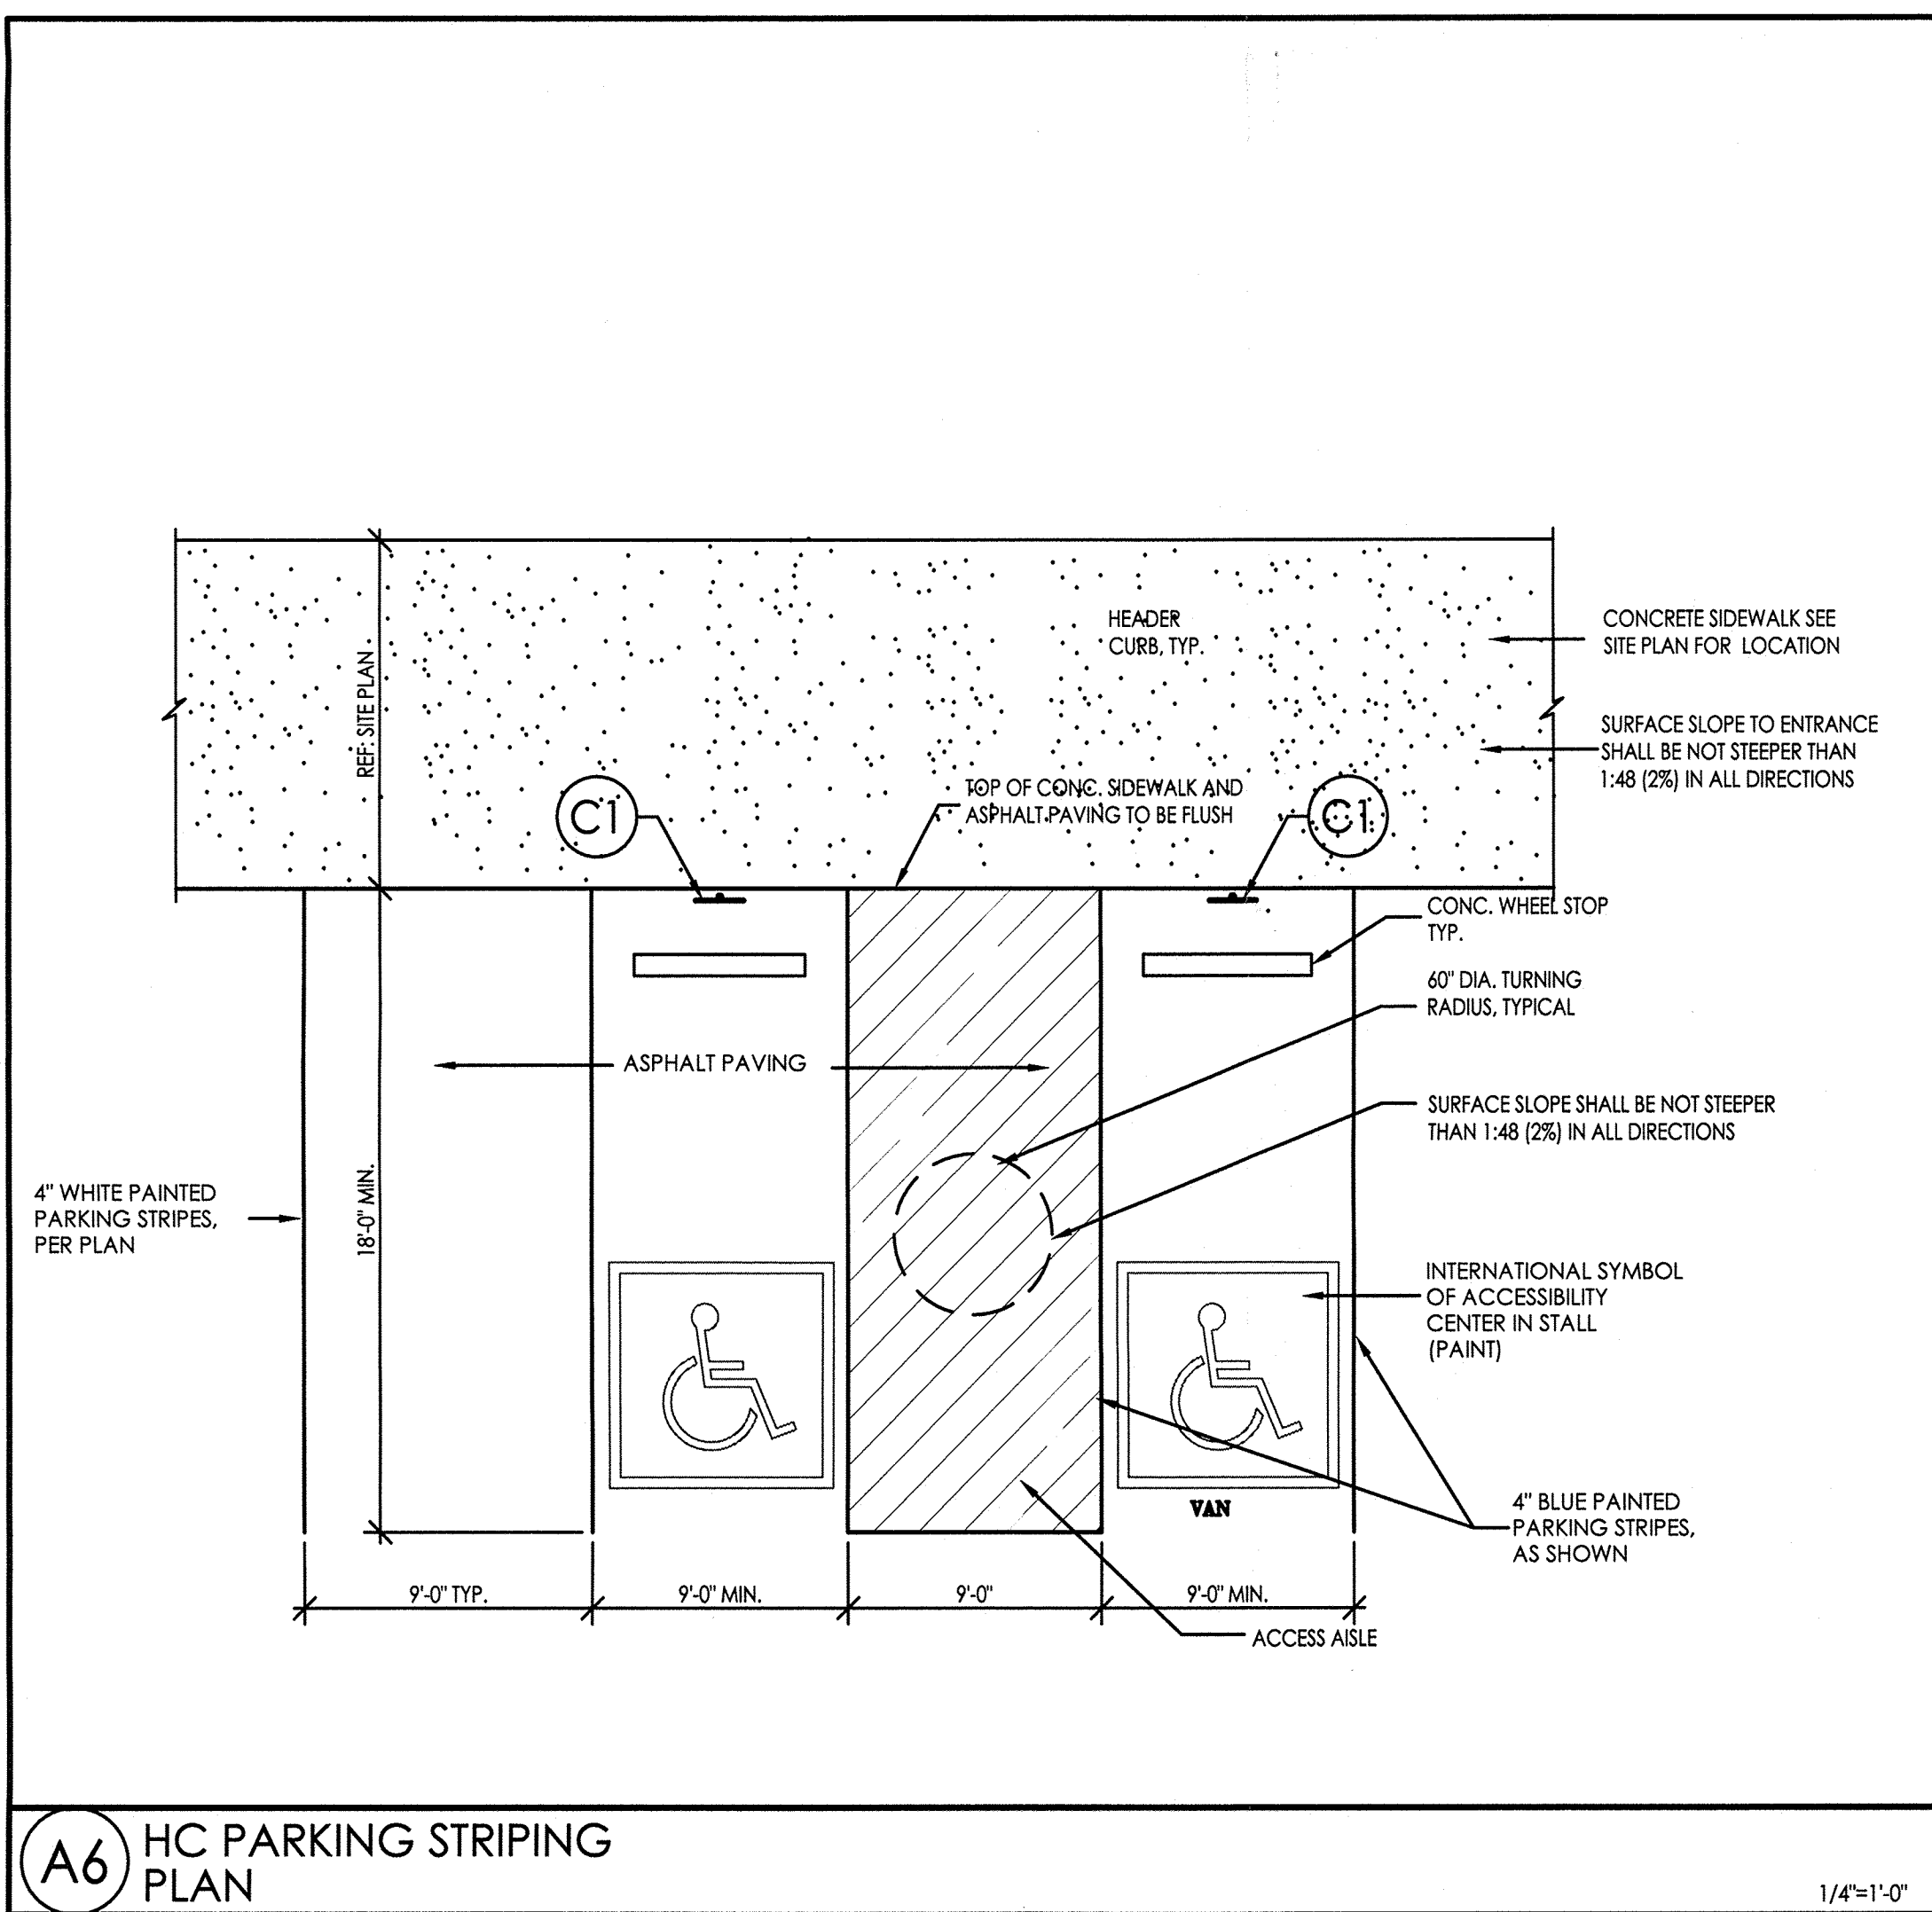 HEADER
CURB, TYP.
CONCRETE SIDEWALK SEE
SITE PLAN FOR LOCATION
REF: SITE PLAN
SURFACE SLOPE TO ENTRANCE
SHALL BE NOT STEEPER THAN
1:48 (2%) IN ALL DIRECTIONS
TOP OF CONC. SIDEWALK AND
ASPHALT PAVING TO BE FLUSH
C1
C1
CONC. WHEEL STOP
TYP.
60" DIA. TURNING
RADIUS, TYPICAL
ASPHALT PAVING
SURFACE SLOPE SHALL BE NOT STEEPER
THAN 1:48 (2%) IN ALL DIRECTIONS
4" WHITE PAINTED
PARKING STRIPES,
PER PLAN
18'-0" MIN.
INTERNATIONAL SYMBOL
OF ACCESSIBILITY
CENTER IN STALL
(PAINT)
VAN
4" BLUE PAINTED
PARKING STRIPES,
AS SHOWN
9'-0" TYP.
9'-0" MIN.
9'-0"
9'-0" MIN.
ACCESS AISLE
A6
HC PARKING STRIPING
PLAN
1/4"=1'-0"